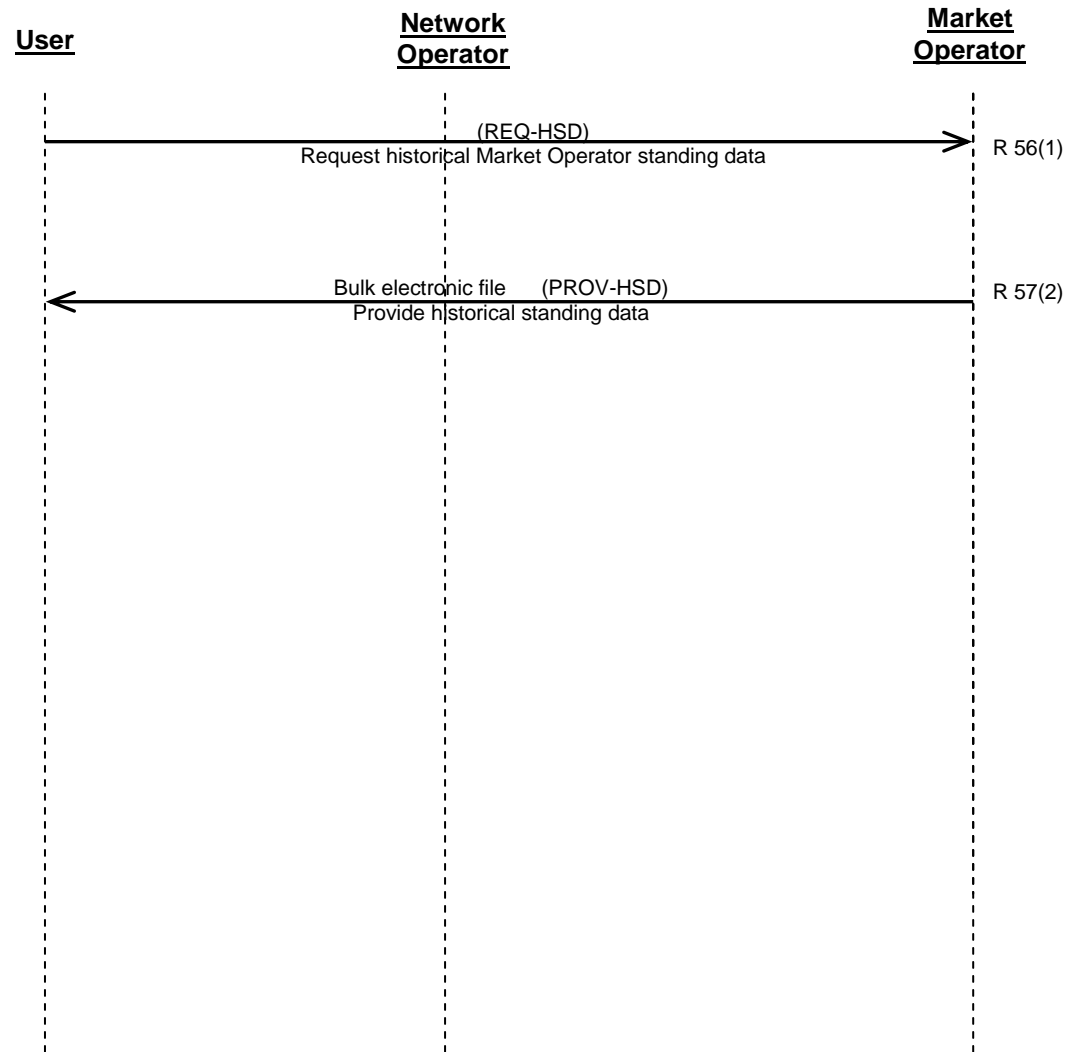 User
Network
Operator
Market
Operator
(REQ-HSD)
Request historical Market Operator standing data
R 56(1)
Bulk electronic file (PROV-HSD)
Provide historical standing data
R 57(2)